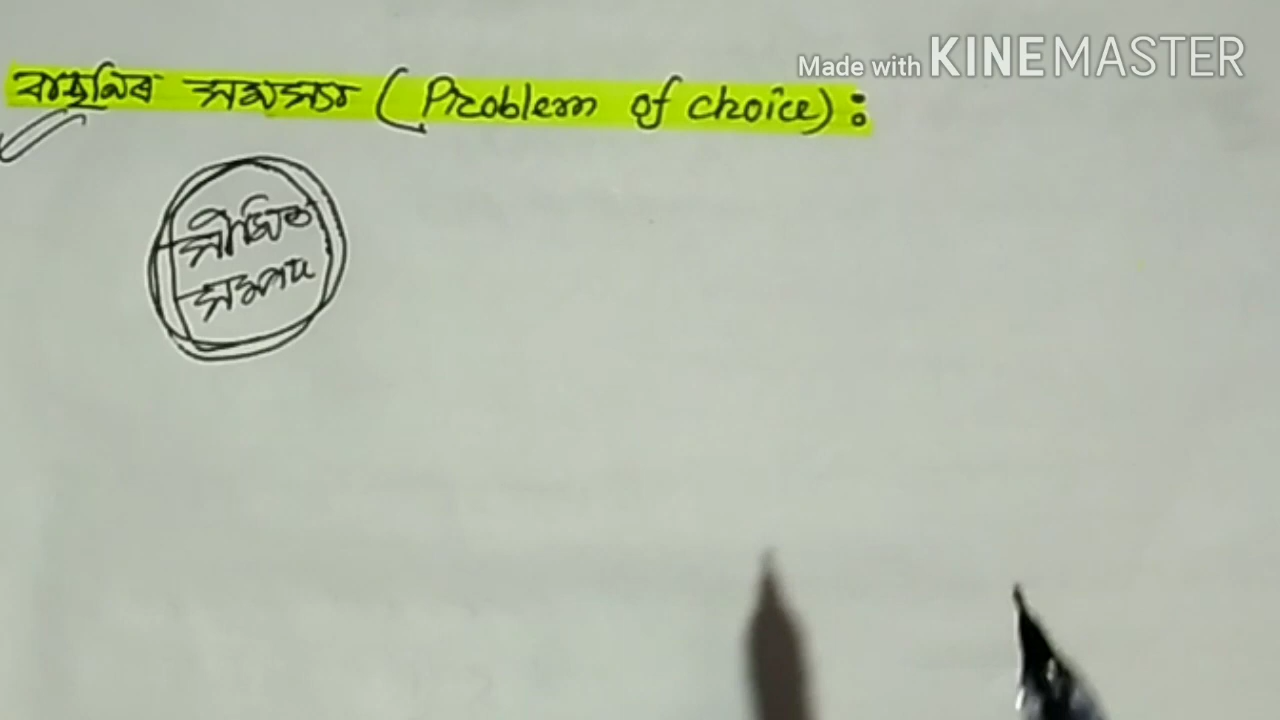 Made with KINEMASTER
বাছনিৰ সমস্যা (Problem of choice) :
সীমিত
সম্পদ